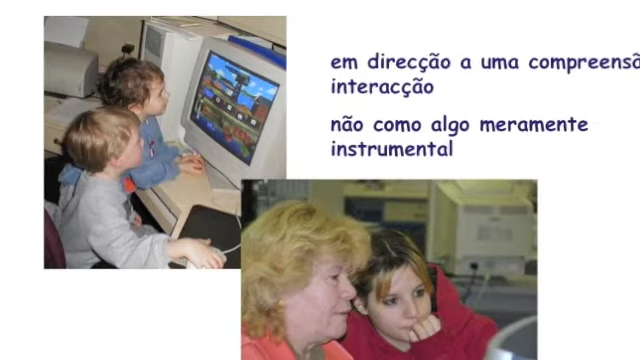 em direcção a uma compreensã
interacção
não como algo meramente
instrumental